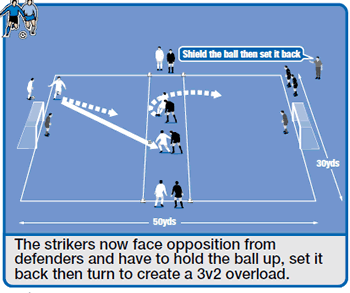 Shield the ball then set it back
30yds
50yds
The strikers now face opposition from
defenders and have to hold the ball up, set it
back then turn to create a 3v2 overload.